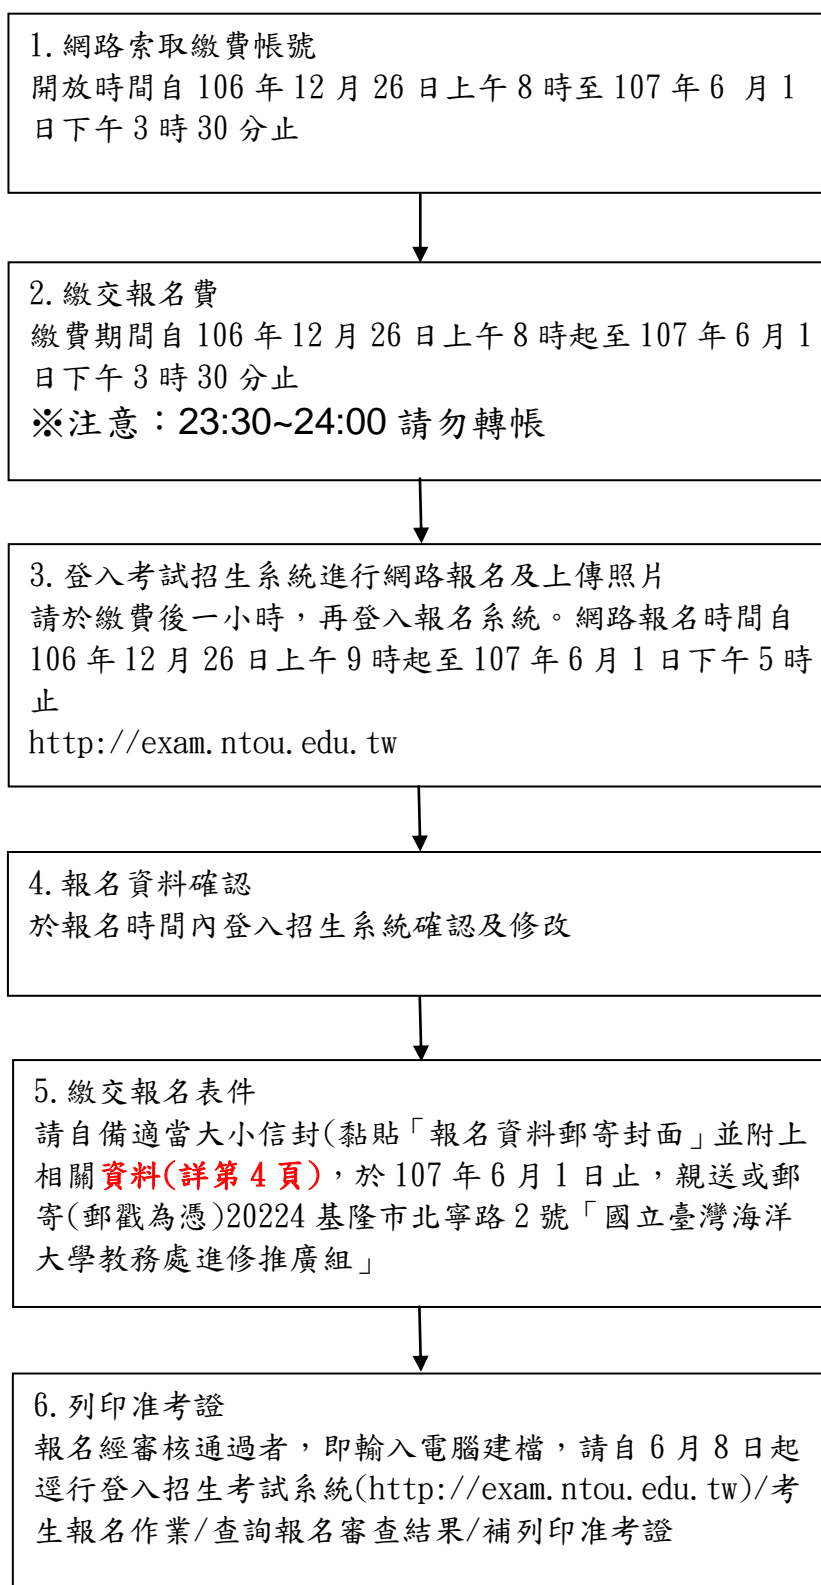 1.網路索取繳費帳號
開放時間自 106 年 12 月 26 日上午 8 時至 107 年 6 月 1
日下午 3 時 30 分止
2.繳交報名費
繳費期間自 106 年 12 月 26 日上午 8 時起至 107 年 6 月 1
日下午 3 時 30 分止
※注意：23:30~24:00 請勿轉帳
3.登入考試招生系統進行網路報名及上傳照片
請於繳費後一小時，再登入報名系統。網路報名時間自
106 年 12 月 26 日上午 9 時起至 107 年 6 月 1 日下午 5 時
止
http://exam.ntou.edu.tw
4.報名資料確認
於報名時間內登入招生系統確認及修改
5.繳交報名表件
請自備適當大小信封(黏貼「報名資料郵寄封面」並附上
相關資料(詳第 4 頁)，於 107 年 6 月 1 日止，親送或郵
寄(郵戳為憑)20224 基隆市北寧路 2 號「國立臺灣海洋
大學教務處進修推廣組」
6.列印准考證
報名經審核通過者，即輸入電腦建檔，請自 6 月 8 日起
逕行登入招生考試系統(http://exam.ntou.edu.tw)/考
生報名作業/查詢報名審查結果/補列印准考證